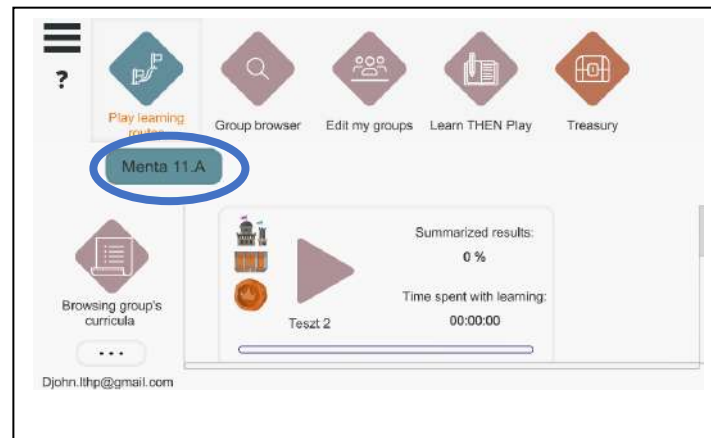 ?
Play learning
routes
Group browser
Edit my groups
Learn THEN Play
Treasury
Menta 11.A
Summarized results:
0 %
Time spent with learning:
00:00:00
Teszt 2
Browsing group's
curricula
...
Djohn.lthp@gmail.com